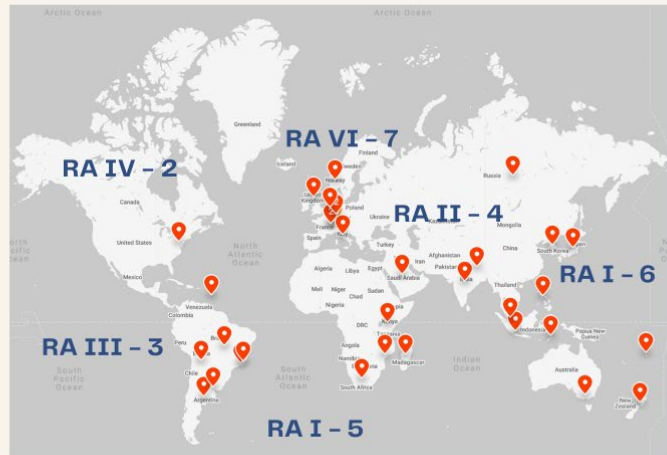 Arctic Ocean
Arctic Ocean
Greenland
RA VI – 7
Finland
Iceland
Sweden
Norway
RA IV – 2
Russia
Canada
United Kingdom
Poland
Ukraine
France
RA II – 4
Mongolia
United States
North Atlantic Ocean
Spain
Italy
Turkey
South Korea
Japan
Afghanistan
China
Pakistan
Iran
Algeria
Libya
Egypt
Saudi Arabia
RA I – 6
Mexico
India
Mali
Niger
Sudan
Chad
Thailand
Venezuela
Nigeria
Colombia
Kenya
DRC
Indonesia
Papua New Guinea
RA III – 3
Peru
Tanzania
Angola
Namibia
Madagascar
Indian Ocean
South Pacific Ocean
Chile
South Atlantic Ocean
Australia
South Africa
Argentina
New Zealand
RA I – 5